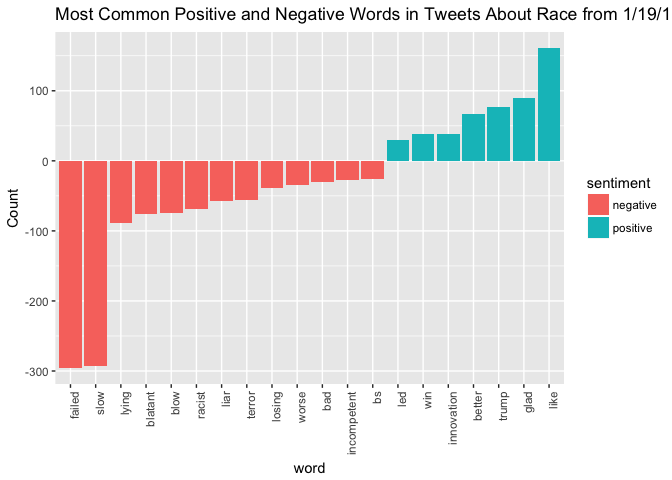 Most Common Positive and Negative Words in Tweets About Race from 1/19/1
Count
100
0
-100
-200
-300
failed
slow
lying
blatant
blow
racist
liar
terror
losing
worse
bad
incompetent
bs
led
win
innovation
better
trump
glad
like
word
sentiment
negative
positive